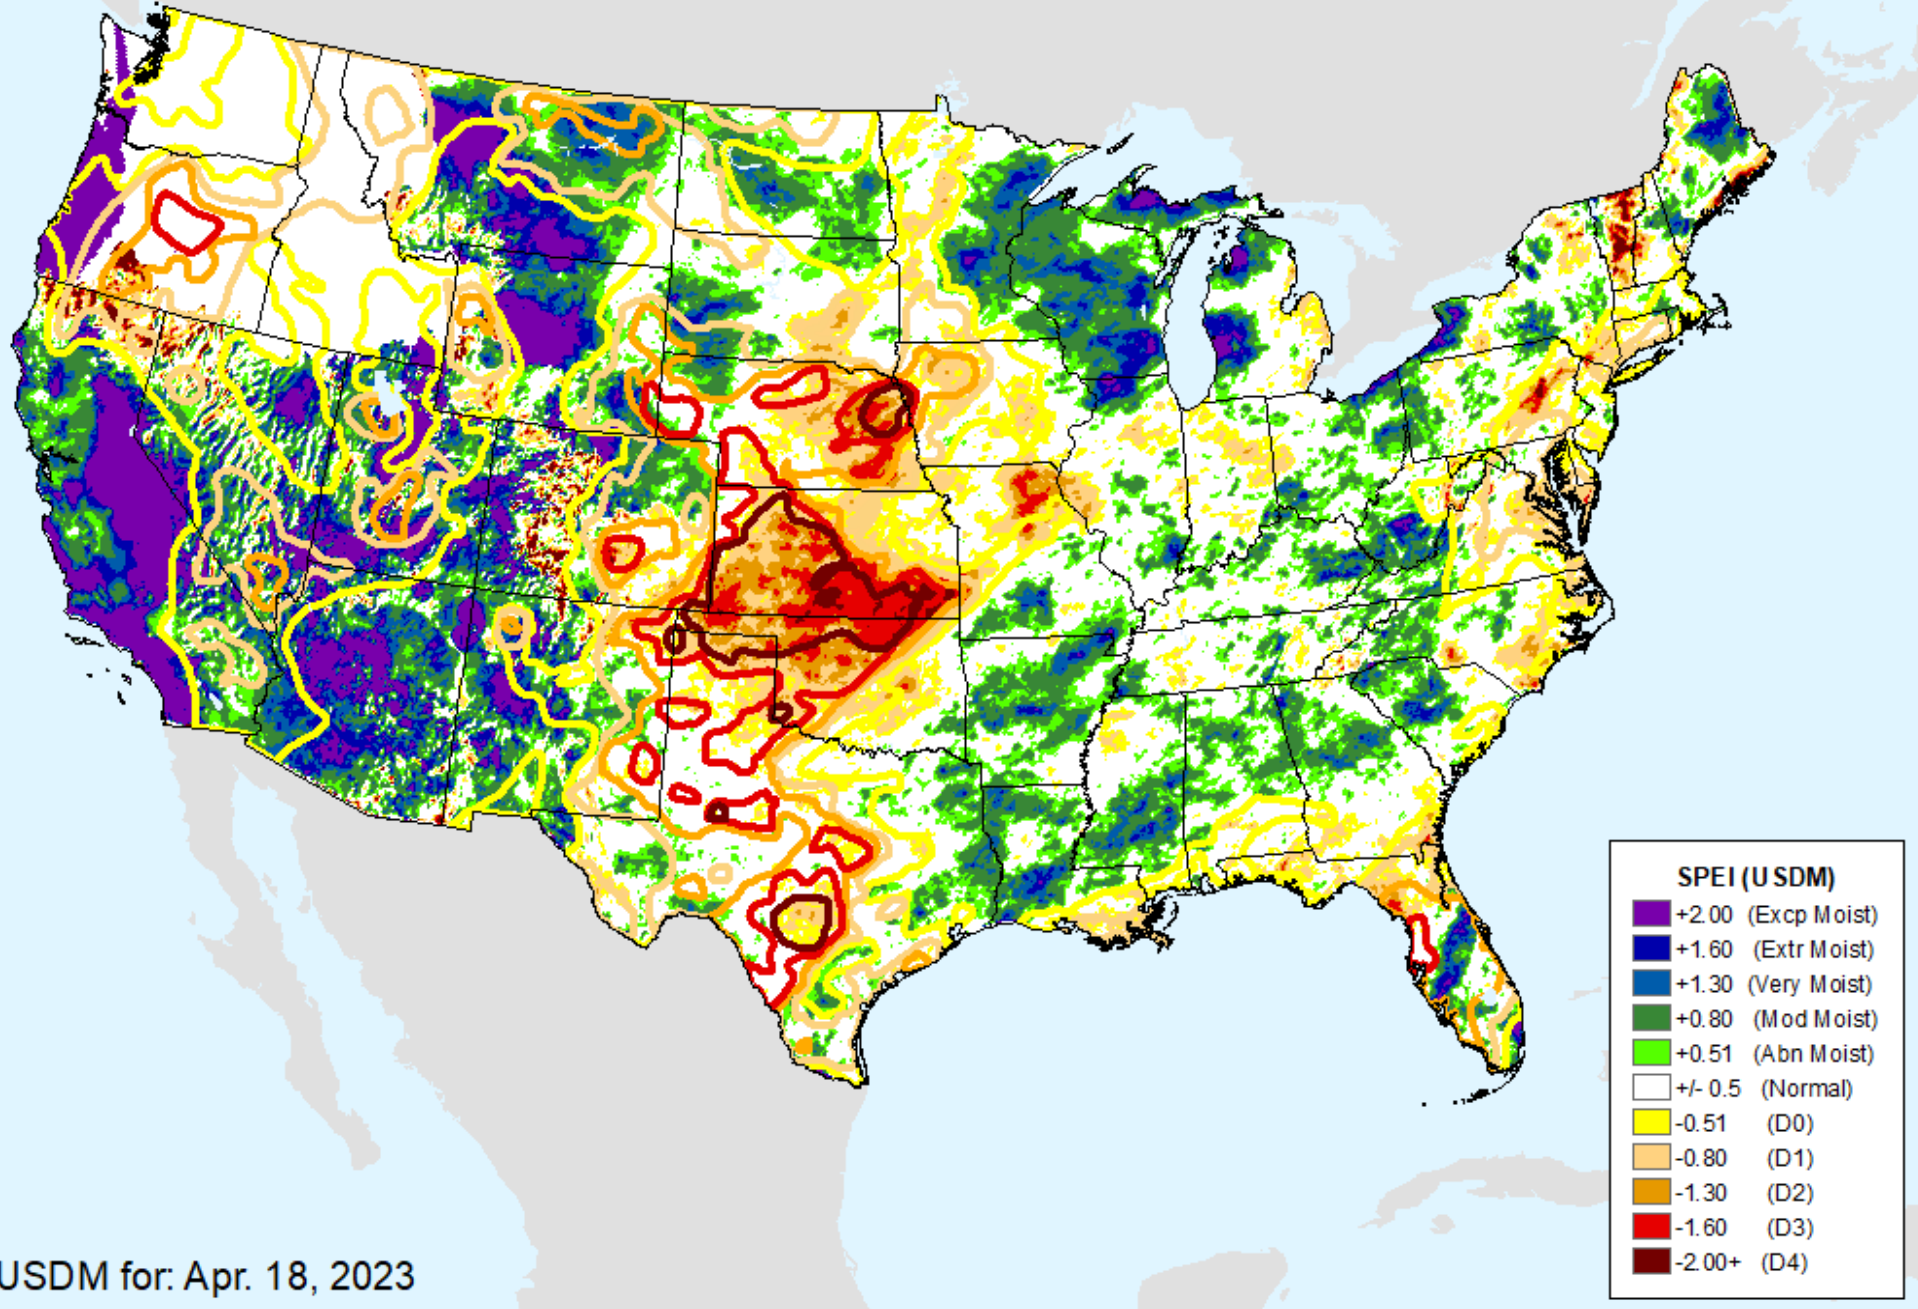 SPEI (USDM)
+2.00 (Excp Moist)
+1.60 (Extr Moist)
+1.30 (Very Moist)
+0.80 (Mod Moist)
+0.51 (Abn Moist)
+/- 0.5 (Normal)
-0.51 (D0)
-0.80 (D1)
-1.30 (D2)
-1.60 (D3)
-2.00+ (D4)
USDM for: Apr. 18, 2023